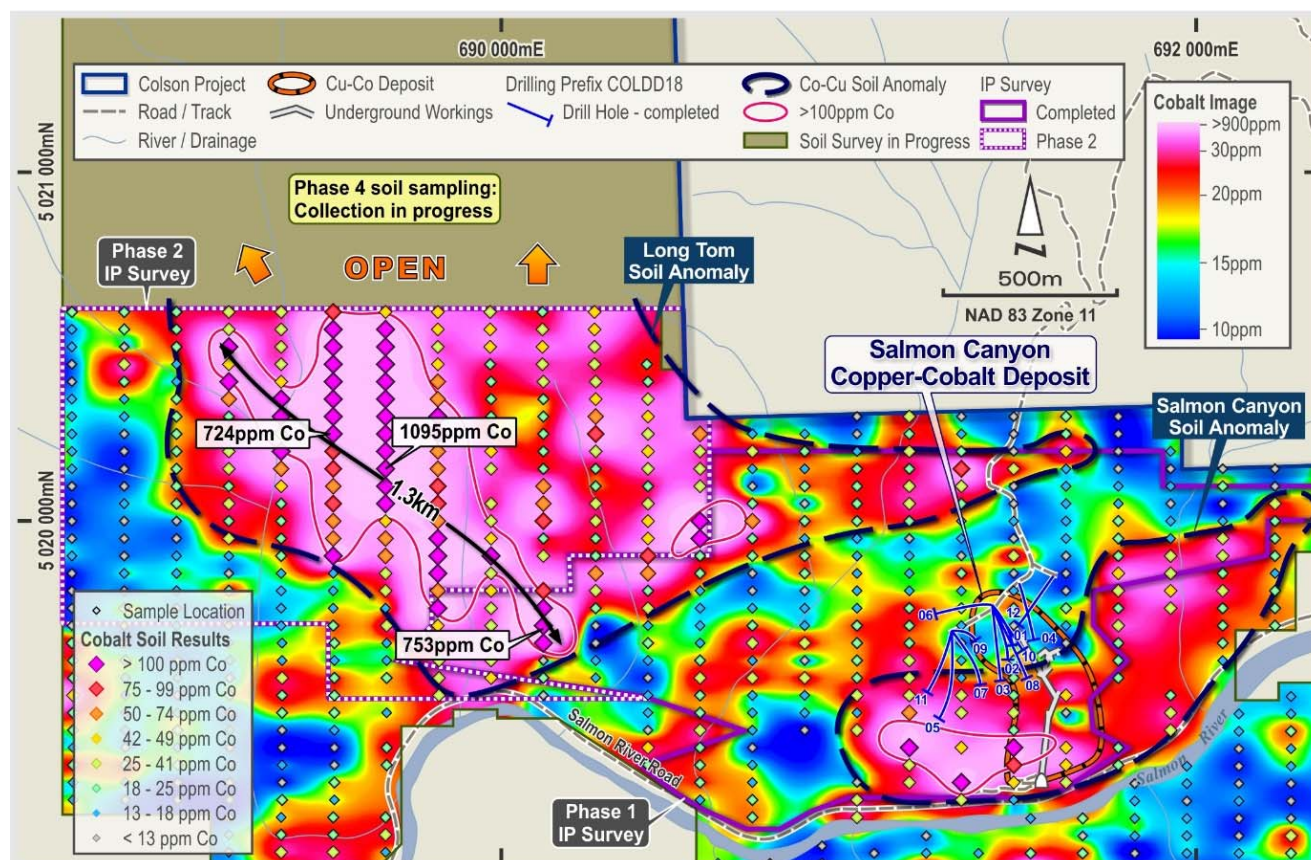 690 000mE
692 000mE
5 021 000mN
5 020 000mN
Colson Project
Cu-Co Deposit
Drilling Prefix COLDD18
Co-Cu Soil Anomaly
IP Survey
Road / Track
Underground Workings
Drill Hole - completed
>100ppm Co
Completed
River / Drainage
Soil Survey in Progress
Phase 2
Cobalt Image
>900ppm
30ppm
20ppm
15ppm
10ppm
Phase 4 soil sampling:
Collection in progress
Phase 2
IP Survey
OPEN
Long Tom
Soil Anomaly
500m
NAD 83 Zone 11
Salmon Canyon
Copper-Cobalt Deposit
Salmon Canyon
Soil Anomaly
724ppm Co
1095ppm Co
1.3km
753ppm Co
06
12
01
04
09
10
02
11
07
03
08
05
Sample Location
Cobalt Soil Results
> 100 ppm Co
75 - 99 ppm Co
50 - 74 ppm Co
42 - 49 ppm Co
25 - 41 ppm Co
18 - 25 ppm Co
13 - 18 ppm Co
< 13 ppm Co
Salmon River Road
Salmon River
Phase 1
IP Survey